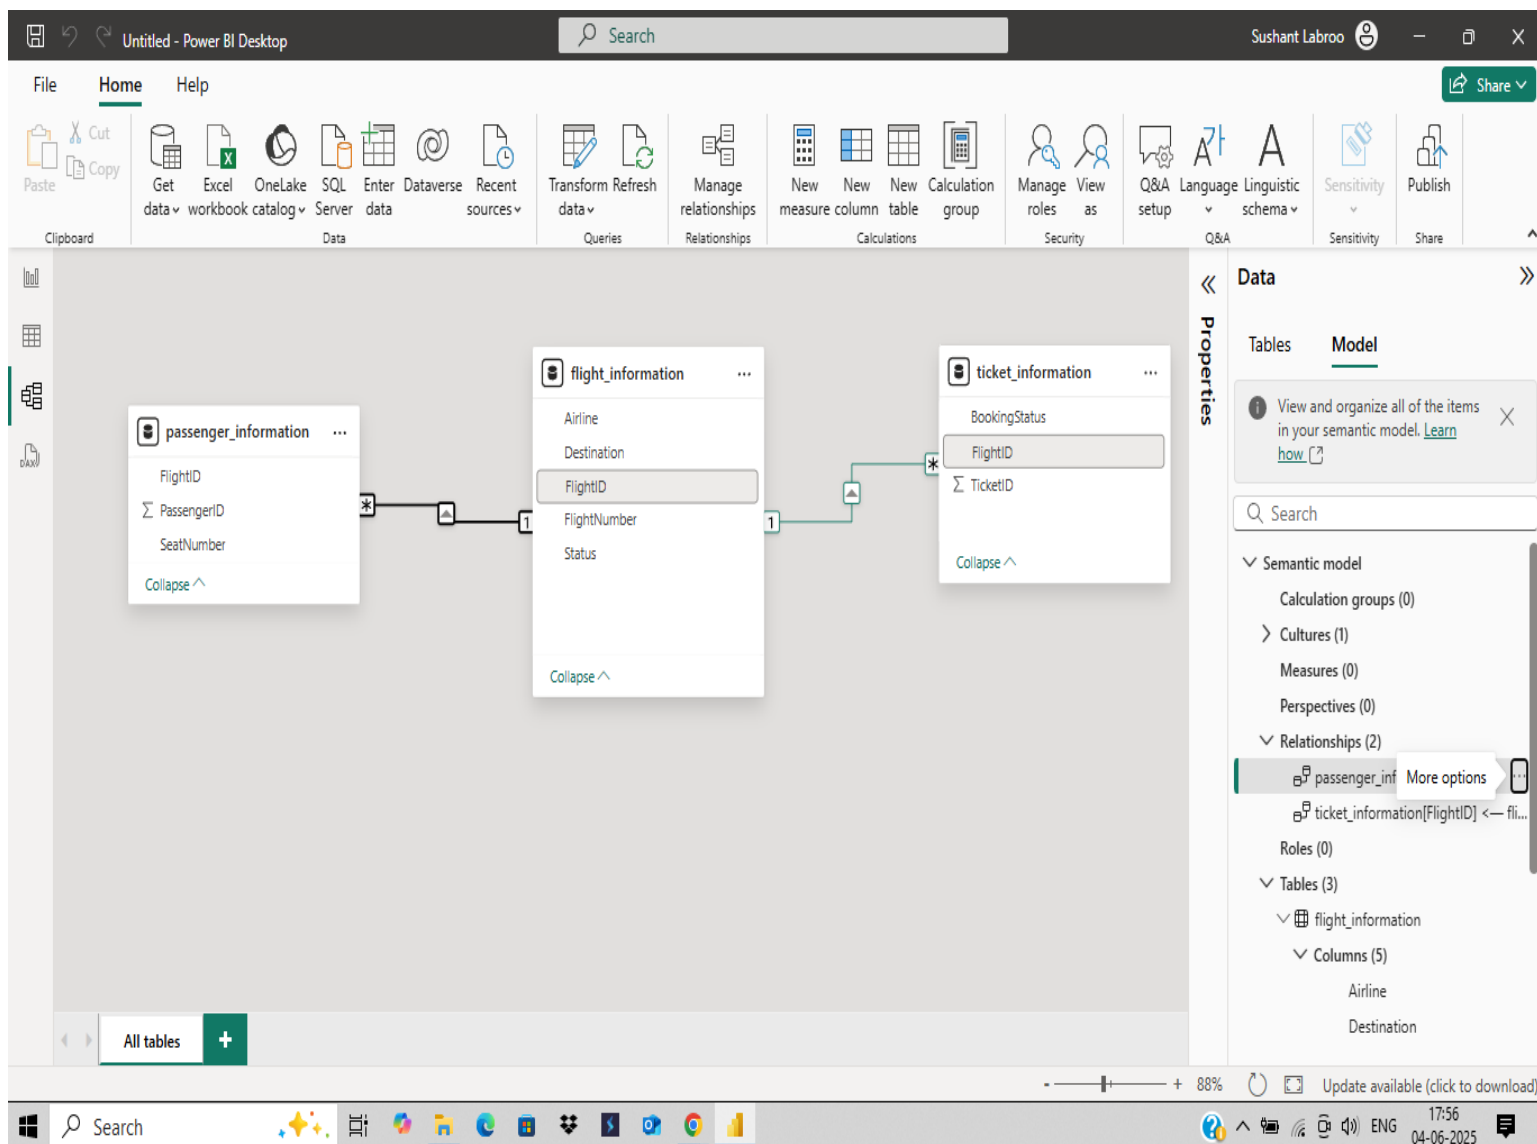 Untitled - Power BI Desktop
Search
Sushant Labroo
File
Home
Help
Share
Paste
Cut
Copy
Get data
Excel workbook
OneLake catalog
SQL Server
Enter data
Dataverse
Recent sources
Transform data
Refresh
Manage relationships
New measure
New column
New table
Calculation group
Manage roles
View as
Q&A setup
Language
Linguistic schema
Sensitivity
Publish
Clipboard
Data
Queries
Relationships
Calculations
Security
Q&A
Sensitivity
Share
DAX
passenger_information
FlightID
∑ PassengerID
SeatNumber
Collapse
*
1
flight_information
Airline
Destination
FlightID
FlightNumber
Status
Collapse
1
*
ticket_information
BookingStatus
FlightID
∑ TicketID
Collapse
Properties
Data
Tables
Model
View and organize all of the items
in your semantic model. Learn
how
Search
Semantic model
Calculation groups (0)
Cultures (1)
Measures (0)
Perspectives (0)
Relationships (2)
passenger_inf
More options
ticket_information[FlightID] <— fli...
Roles (0)
Tables (3)
flight_information
Columns (5)
Airline
Destination
All tables
+
- + 88%
Update available (click to download)
Search
ENG
17:56
04-06-2025